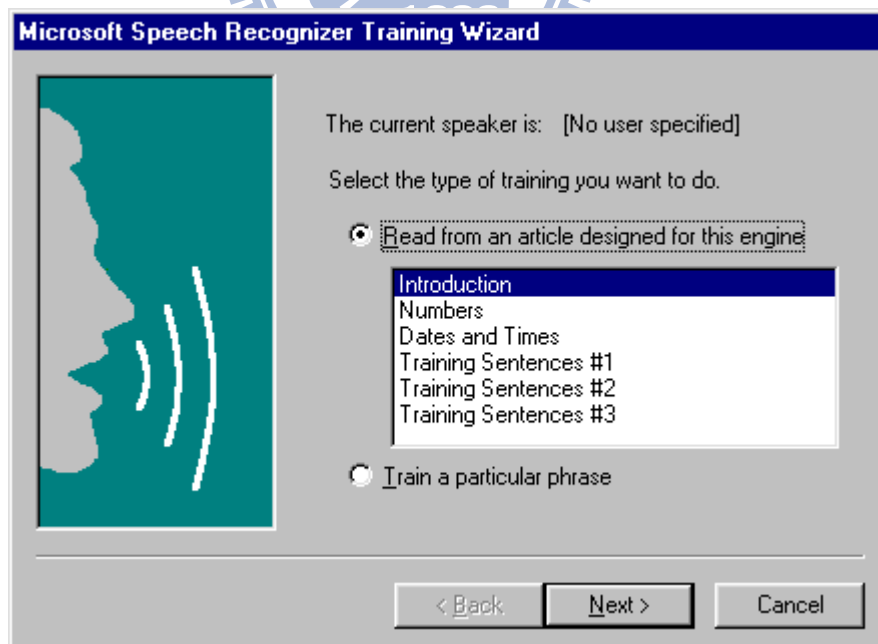 Microsoft Speech Recognizer Training Wizard
The current speaker is: [No user specified]
Select the type of training you want to do.
Read from an article designed for this engine
Introduction
Numbers
Dates and Times
Training Sentences #1
Training Sentences #2
Training Sentences #3
Train a particular phrase
< Back Next > Cancel